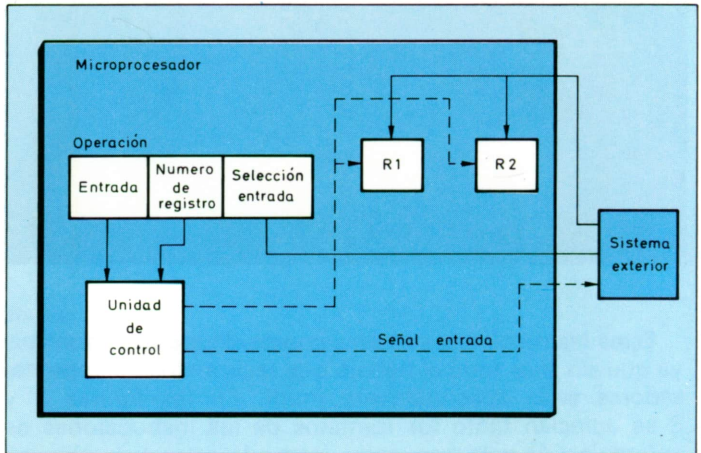 Microprocesador
Operación
Entrada
Numero
de
registro
Selección
entrada
R1
R2
Unidad
de
control
Señal entrada
Sistema
exterior